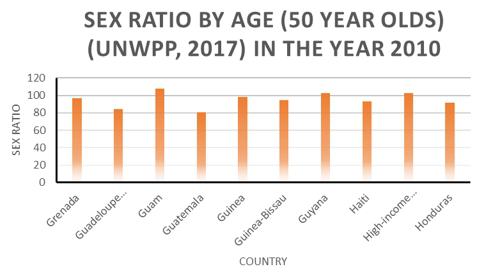 SEX RATIO BY AGE (50 YEAR OLDS)
(UNWPP, 2017) IN THE YEAR 2010
120
100
80
60
40
20
0
SEX RATIO
Grenada
Guadeloupe...
Guam
Guatemala
Guinea
Guinea-Bissau
Guyana
Haiti
High-income...
Honduras
COUNTRY